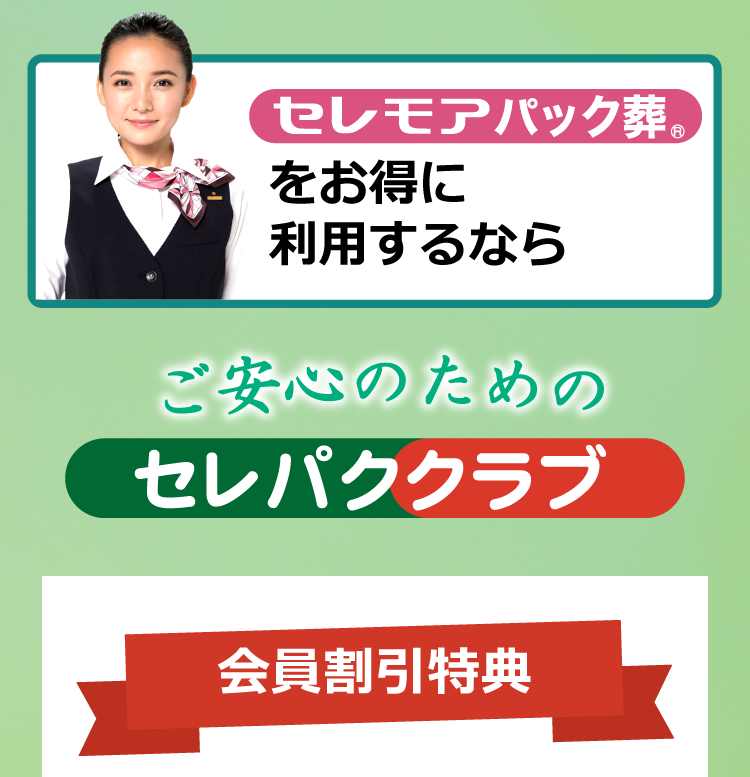 セレモアパック葬®
をお得に
利用するなら
ご安心のための
セレパククラブ
会員割引特典